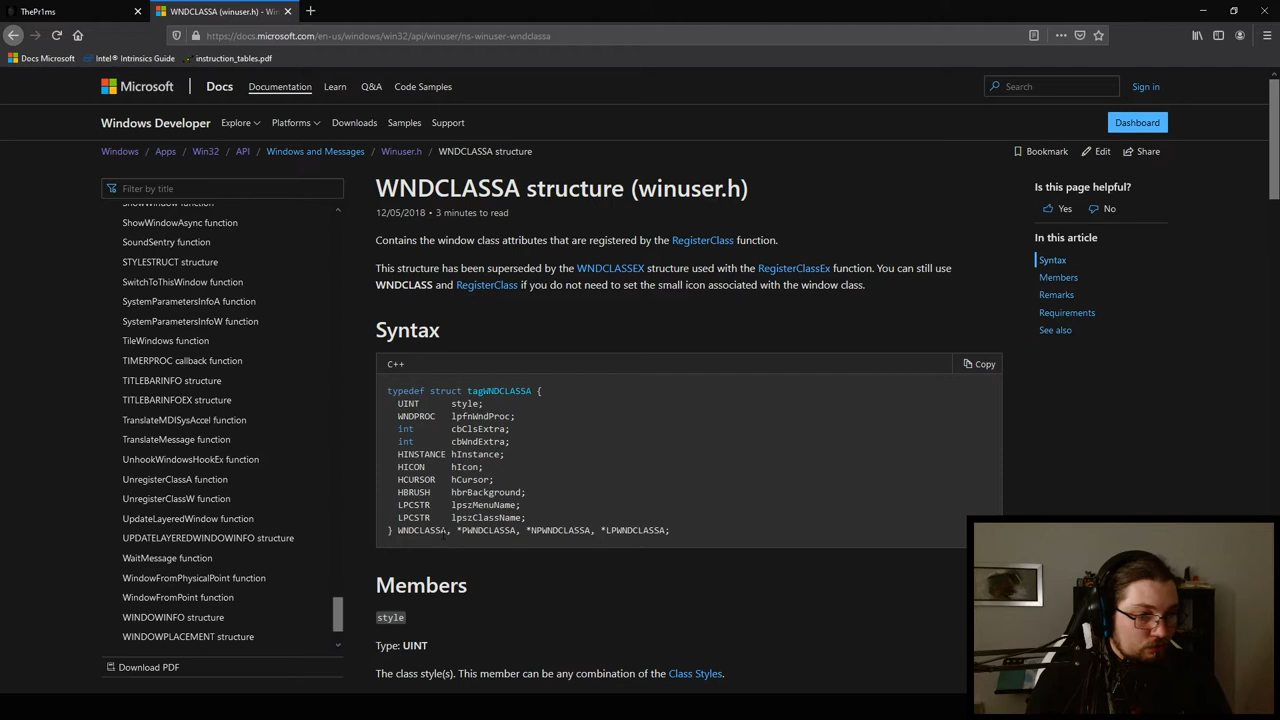 ThePr1ms
WNDCLASSA (winuser.h) - Win
https://docs.microsoft.com/en-us/windows/win32/api/winuser/ns-winuser-wndclassa
Docs Microsoft
Intel® Intrinsics Guide
instruction_tables.pdf
Microsoft
Docs
Documentation
Learn
Q&A
Code Samples
Search
Sign in
Windows Developer
Explore
Platforms
Downloads
Samples
Support
Dashboard
Windows / Apps / Win32 / API / Windows and Messages / Winuser.h / WNDCLASSA structure
Bookmark
Edit
Share
Filter by title
ShowWindow function
ShowWindowAsync function
SoundSentry function
STYLESTRUCT structure
SwitchToThisWindow function
SystemParametersInfoA function
SystemParametersInfoW function
TileWindows function
TIMERPROC callback function
TITLEBARINFO structure
TITLEBARINFOEX structure
TranslateMDISysAccel function
TranslateMessage function
UnhookWindowsHookEx function
UnregisterClassA function
UnregisterClassW function
UpdateLayeredWindow function
UPDATELAYEREDWINDOWINFO structure
WaitMessage function
WindowFromPhysicalPoint function
WindowFromPoint function
WINDOWINFO structure
WINDOWPLACEMENT structure
Download PDF
WNDCLASSA structure (winuser.h)
12/05/2018 • 3 minutes to read
Contains the window class attributes that are registered by the RegisterClass function.
This structure has been superseded by the WNDCLASSEX structure used with the RegisterClassEx function. You can still use
WNDCLASS and RegisterClass if you do not need to set the small icon associated with the window class.
Syntax
C++
Copy
typedef struct tagWNDCLASSA {
UINT style;
WNDPROC lpfnWndProc;
int cbClsExtra;
int cbWndExtra;
HINSTANCE hInstance;
HICON hIcon;
HCURSOR hCursor;
HBRUSH hbrBackground;
LPCSTR lpszMenuName;
LPCSTR lpszClassName;
} WNDCLASSA, *PWNDCLASSA, *NPWNDCLASSA, *LPWNDCLASSA;
Members
style
Type: UINT
The class style(s). This member can be any combination of the Class Styles.
Is this page helpful?
Yes
No
In this article
Syntax
Members
Remarks
Requirements
See also